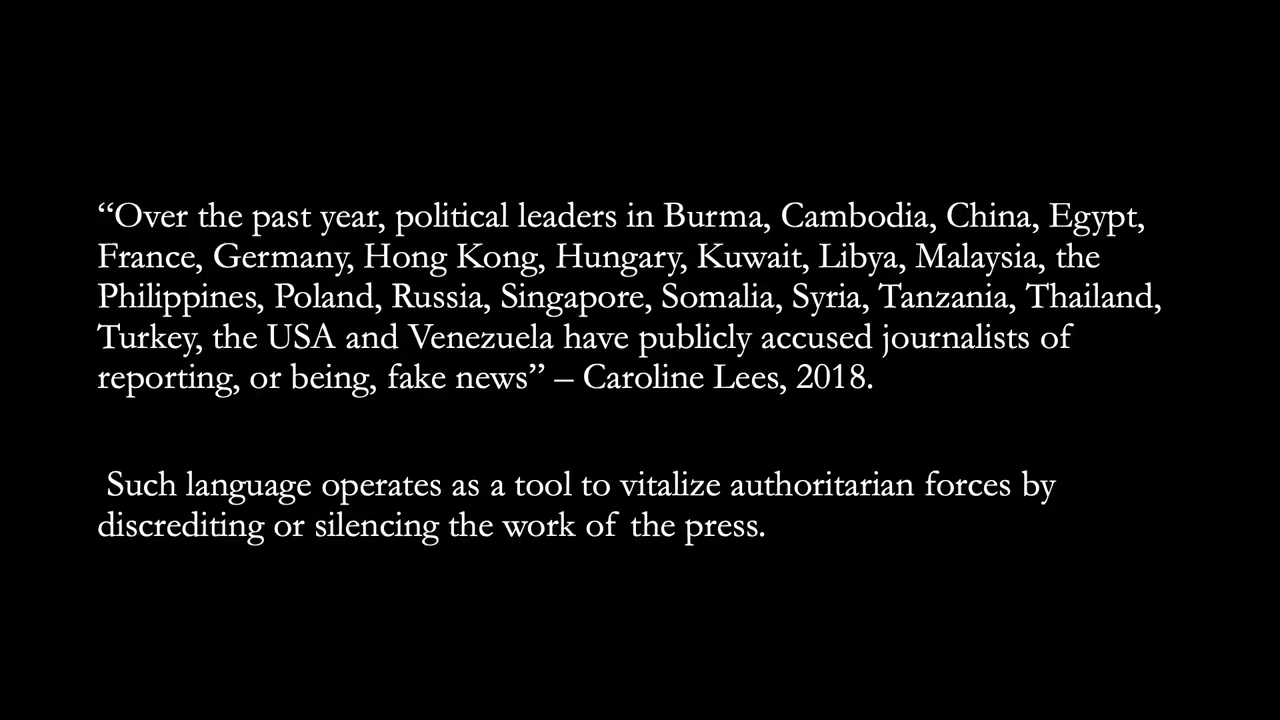 “Over the past year, political leaders in Burma, Cambodia, China, Egypt,
France, Germany, Hong Kong, Hungary, Kuwait, Libya, Malaysia, the
Philippines, Poland, Russia, Singapore, Somalia, Syria, Tanzania, Thailand,
Turkey, the USA and Venezuela have publicly accused journalists of
reporting, or being, fake news” – Caroline Lees, 2018.
Such language operates as a tool to vitalize authoritarian forces by
discrediting or silencing the work of the press.